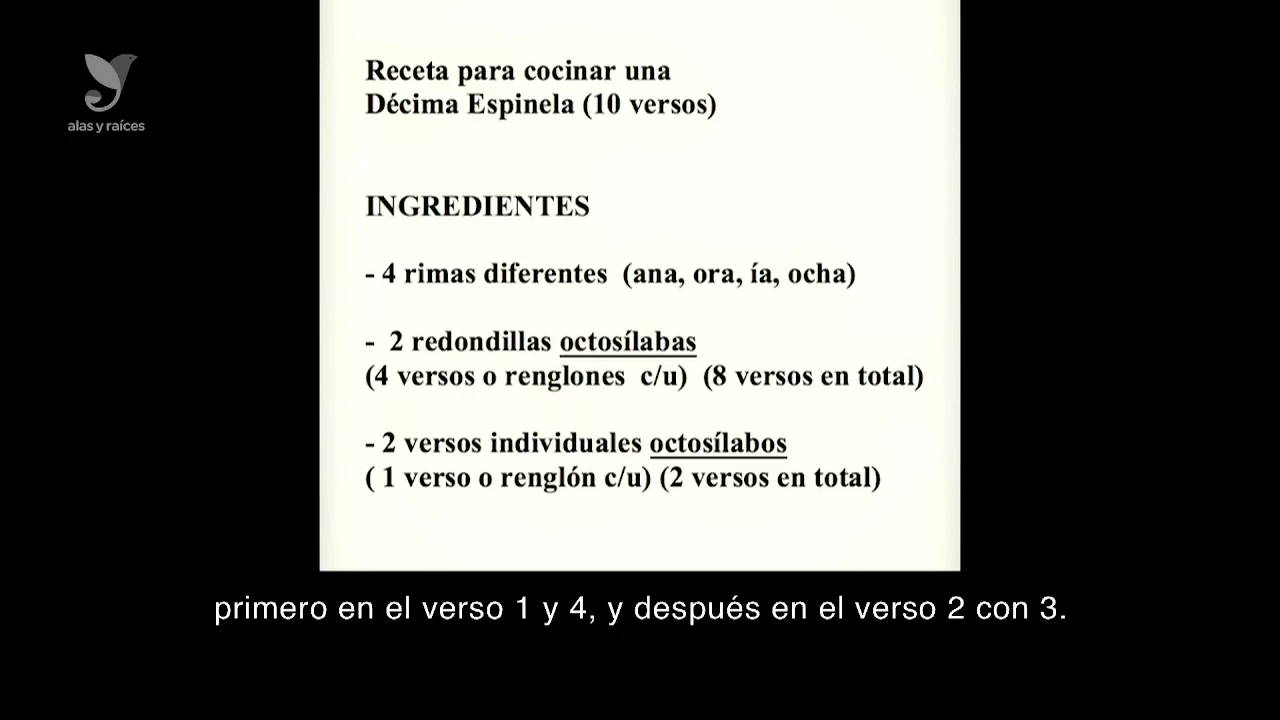 alas y raíces
Receta para cocinar una
Décima Espinela (10 versos)
INGREDIENTES
- 4 rimas diferentes (ana, ora, ía, ocha)
- 2 redondillas octosílabas
(4 versos o renglones c/u) (8 versos en total)
- 2 versos individuales octosílabos
( 1 verso o renglón c/u) (2 versos en total)
primero en el verso 1 y 4, y después en el verso 2 con 3.